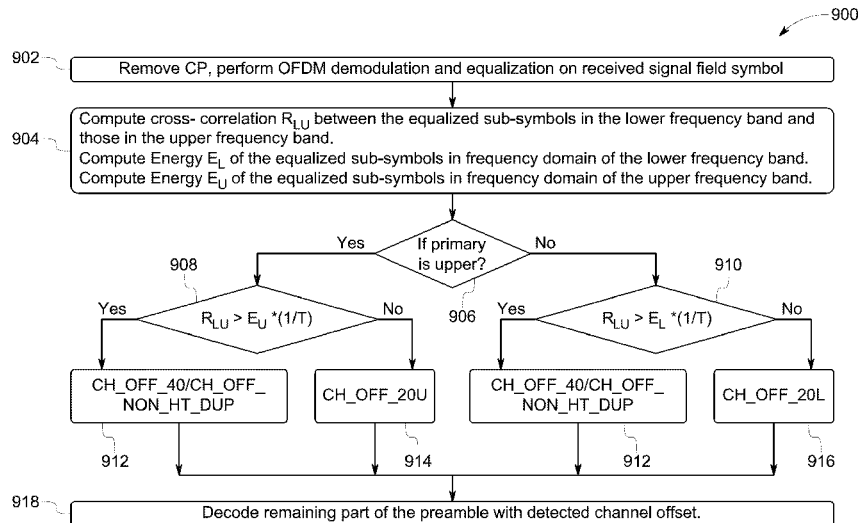 900
902
Remove CP, perform OFDM demodulation and equalization on received signal field symbol
904
Compute cross- correlation R_LU between the equalized sub-symbols in the lower frequency band and
those in the upper frequency band.
Compute Energy E_L of the equalized sub-symbols in frequency domain of the lower frequency band.
Compute Energy E_U of the equalized sub-symbols in frequency domain of the upper frequency band.
Yes
If primary
is upper?
No
906
908
Yes
R_LU > E_U *(1/T)
No
910
Yes
R_LU > E_L *(1/T)
No
CH_OFF_40/CH_OFF_
NON_HT_DUP
912
CH_OFF_20U
914
CH_OFF_40/CH_OFF_
NON_HT_DUP
912
CH_OFF_20L
916
918
Decode remaining part of the preamble with detected channel offset.